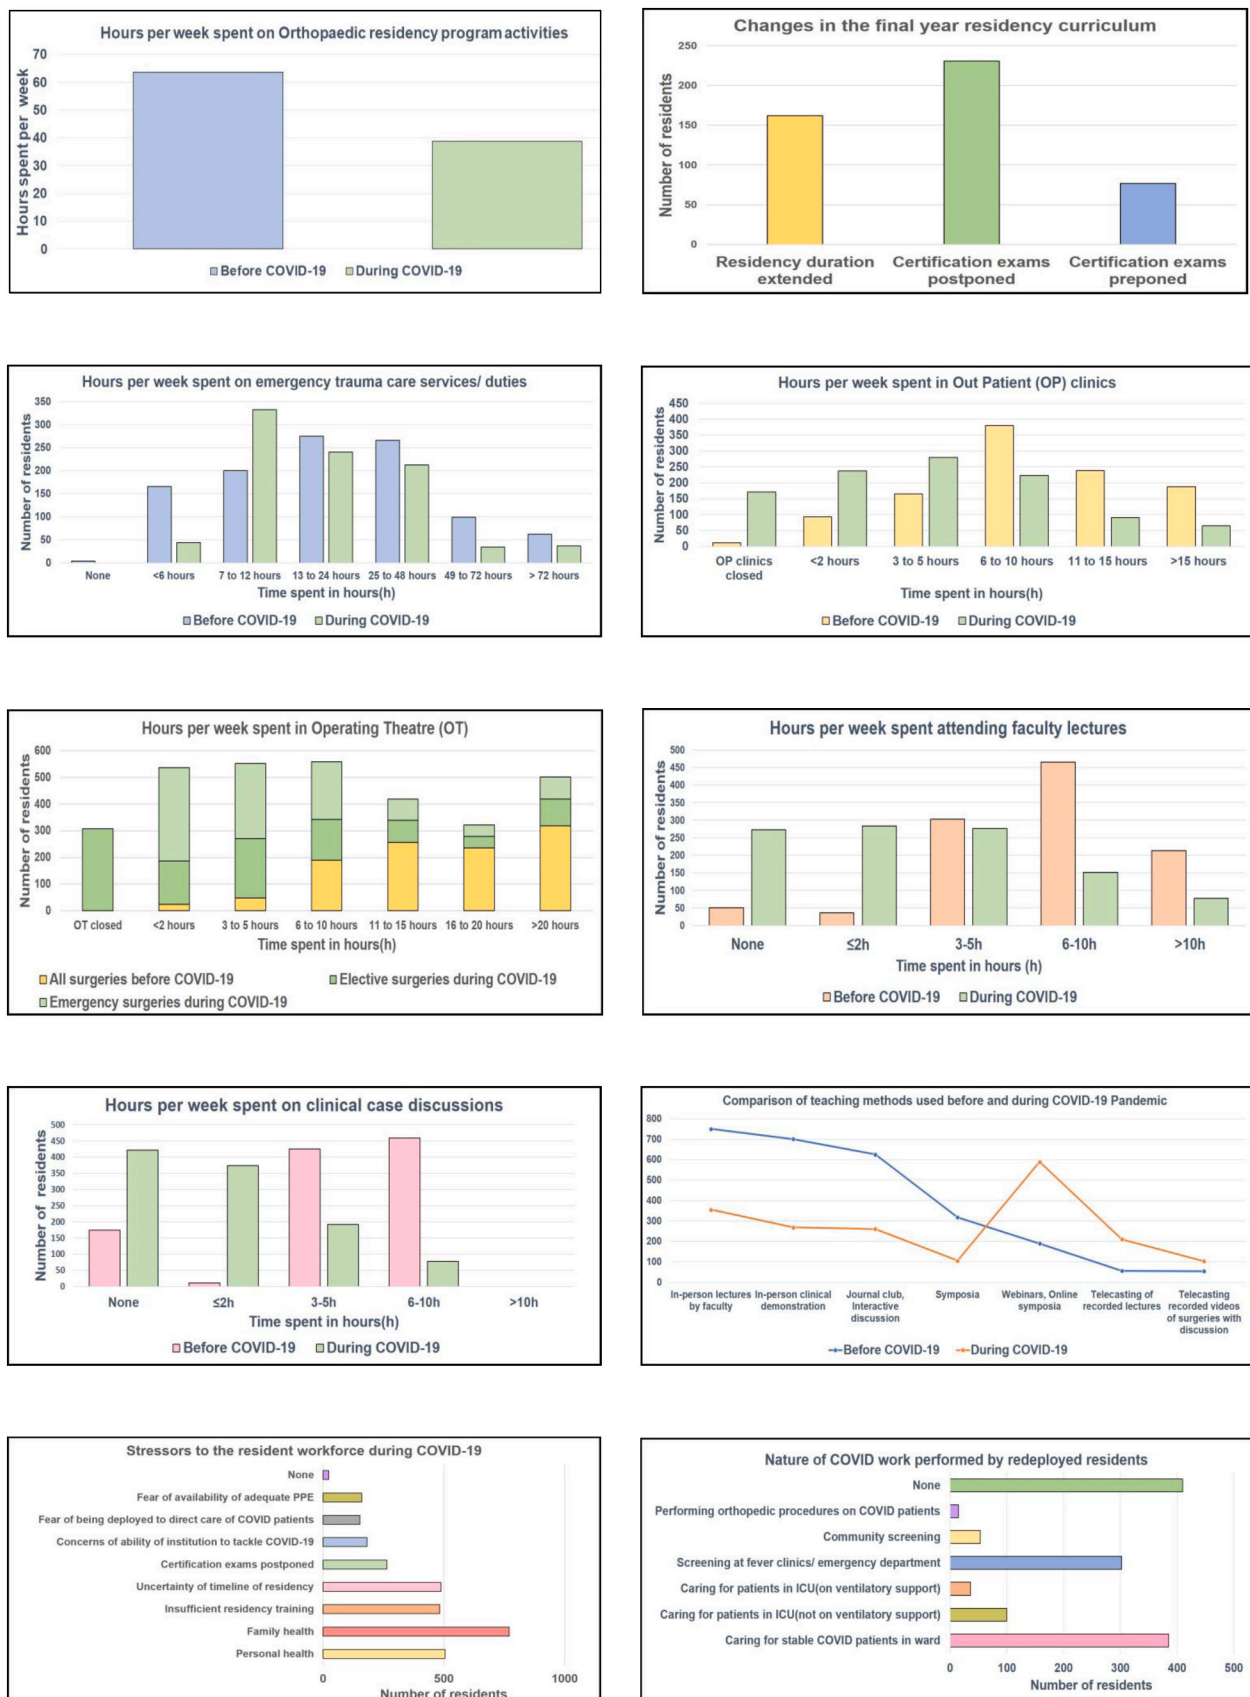 Hours per week spent on Orthopaedic residency program activities
Hours spent per week
70
60
50
40
30
20
10
0
Before COVID-19 During COVID-19
Changes in the final year residency curriculum
Number of residents
250
200
150
100
50
0
Residency duration extended
Certification exams postponed
Certification exams preponed
Hours per week spent on emergency trauma care services/ duties
Number of residents
350
300
250
200
150
100
50
0
None <6 hours 7 to 12 hours 13 to 24 hours 25 to 48 hours 49 to 72 hours > 72 hours
Time spent in hours(h)
Before COVID-19 During COVID-19
Hours per week spent in Out Patient (OP) clinics
Number of residents
450
400
350
300
250
200
150
100
50
0
OP clinics closed
<2 hours 3 to 5 hours 6 to 10 hours 11 to 15 hours >15 hours
Time spent in hours(h)
Before COVID-19 During COVID-19
Hours per week spent in Operating Theatre (OT)
Number of residents
600
500
400
300
200
100
0
OT closed <2 hours 3 to 5 hours 6 to 10 hours 11 to 15 hours 16 to 20 hours >20 hours
Time spent in hours(h)
All surgeries before COVID-19 Elective surgeries during COVID-19
Emergency surgeries during COVID-19
Hours per week spent attending faculty lectures
Number of residents
500
450
400
350
300
250
200
150
100
50
0
None ≤2h 3-5h 6-10h >10h
Time spent in hours (h)
Before COVID-19 During COVID-19
Hours per week spent on clinical case discussions
Number of residents
500
450
400
350
300
250
200
150
100
50
0
None ≤2h 3-5h 6-10h >10h
Time spent in hours(h)
Before COVID-19 During COVID-19
Comparison of teaching methods used before and during COVID-19 Pandemic
800
700
600
500
400
300
200
100
0
In-person lectures by faculty
In-person clinical demonstration
Journal club, Interactive discussion
Symposia
Webinars, Online symposia
Telecasting of recorded lectures
Telecasting recorded videos of surgeries with discussion
Before COVID-19 During COVID-19
Stressors to the resident workforce during COVID-19
None
Fear of availability of adequate PPE
Fear of being deployed to direct care of COVID patients
Concerns of ability of institution to tackle COVID-19
Certification exams postponed
Uncertainty of timeline of residency
Insufficient residency training
Family health
Personal health
0 500 1000
Number of residents
Nature of COVID work performed by redeployed residents
None
Performing orthopedic procedures on COVID patients
Community screening
Screening at fever clinics/ emergency department
Caring for patients in ICU(on ventilatory support)
Caring for patients in ICU(not on ventilatory support)
Caring for stable COVID patients in ward
0 100 200 300 400 500
Number of residents